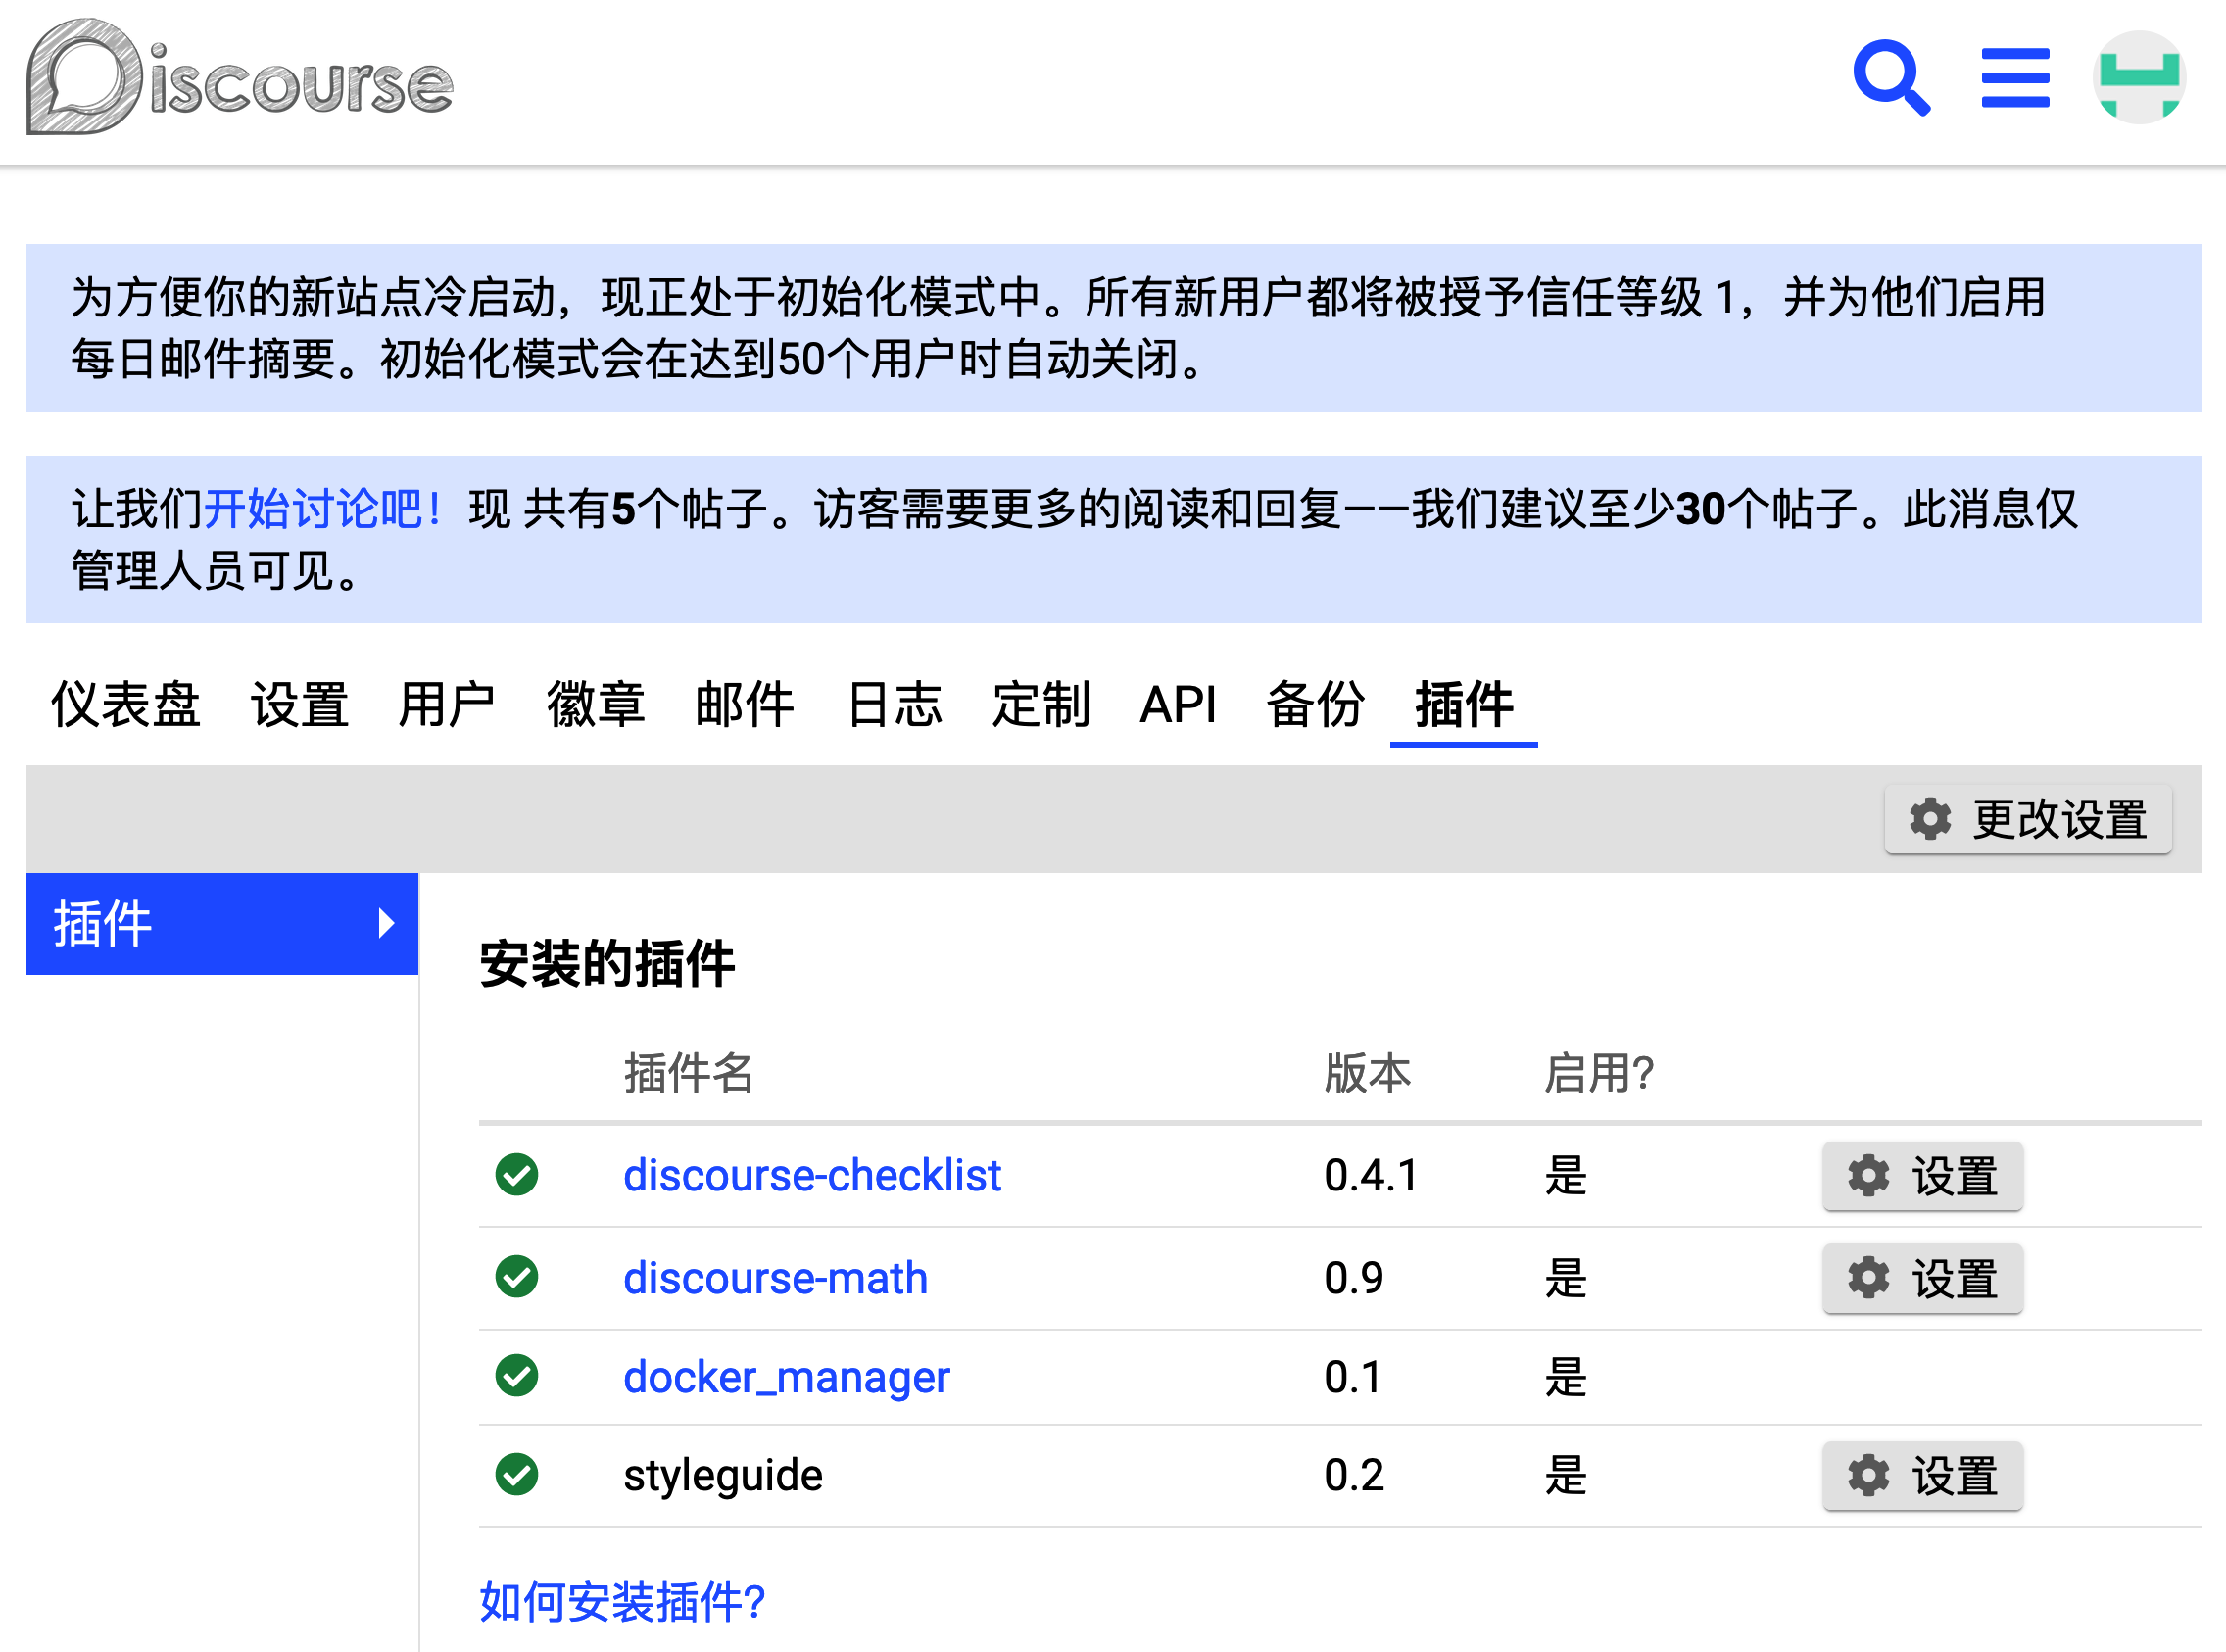 Discourse
为方便你的新站点冷启动，现正处于初始化模式中。所有新用户都将被授予信任等级 1，并为他们启用
每日邮件摘要。初始化模式会在达到50个用户时自动关闭。
让我们开始讨论吧！现 共有5个帖子。访客需要更多的阅读和回复——我们建议至少30个帖子。此消息仅
管理人员可见。
仪表盘 设置 用户 徽章 邮件 日志 定制 API 备份 插件
更改设置
插件
安装的插件
插件名 版本 启用？
discourse-checklist 0.4.1 是 设置
discourse-math 0.9 是 设置
docker_manager 0.1 是
styleguide 0.2 是 设置
如何安装插件？